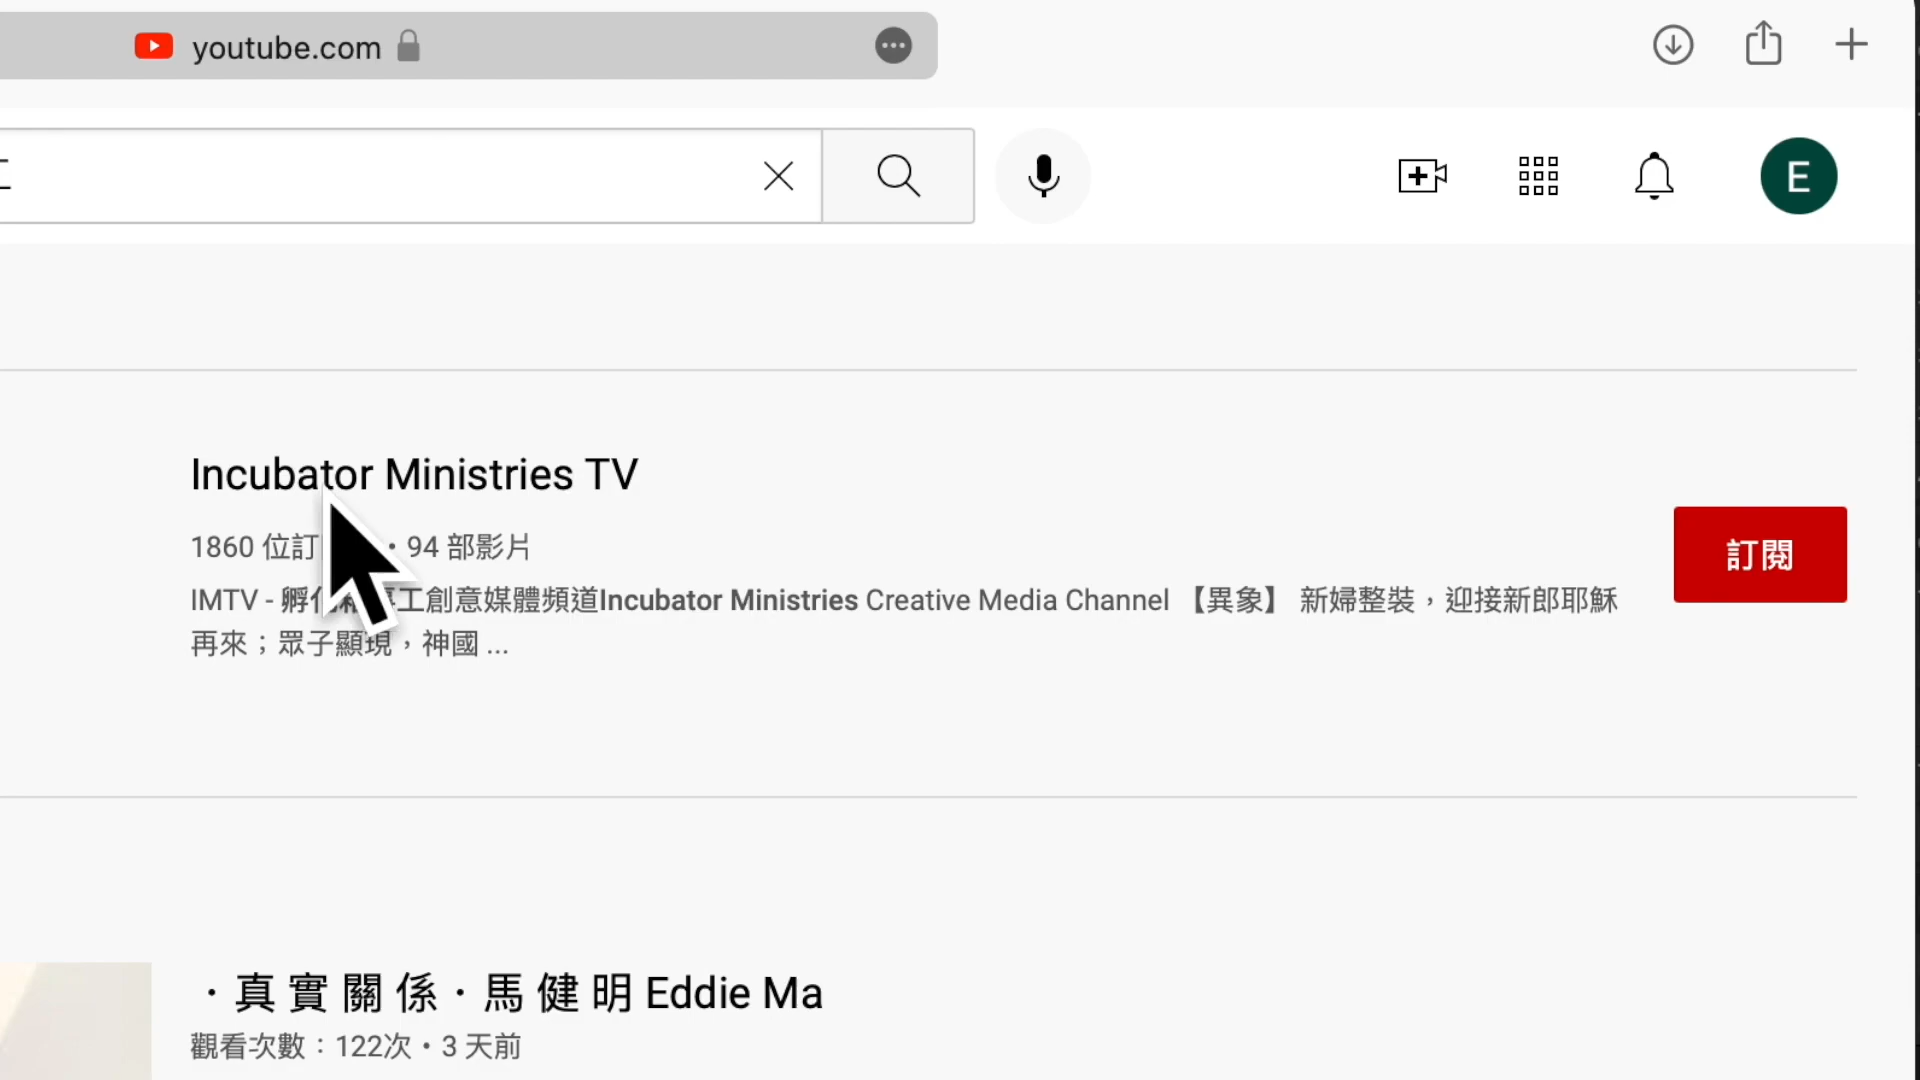 youtube.com
E
Incubator Ministries TV
1860 位訂 • 94 部影片
訂閱
IMTV - 孵化 工創意媒體頻道Incubator Ministries Creative Media Channel 【異象】 新婦整裝，迎接新郎耶穌
再來；眾子顯現，神國 ...
· 真 實 關 係 · 馬 健 明 Eddie Ma
觀看次數：122次 • 3 天前